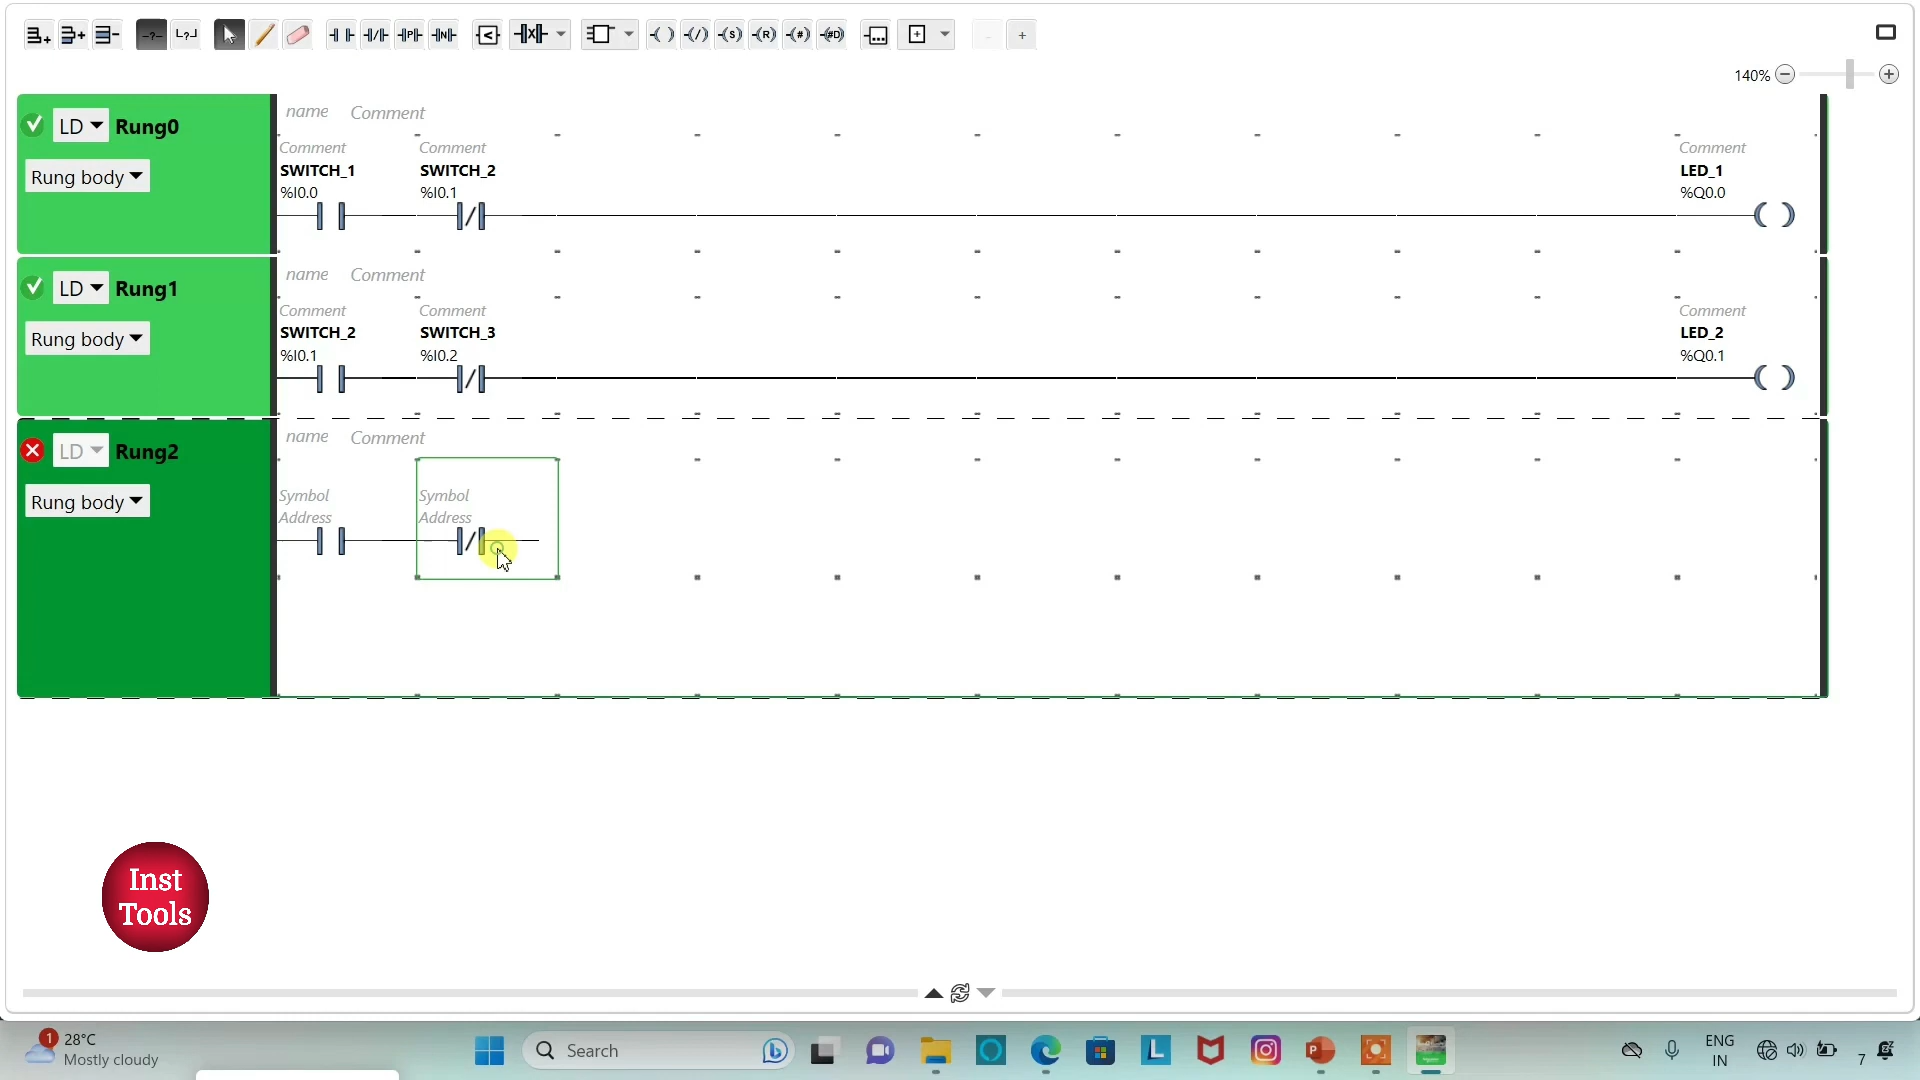 140%
LD Rung0
Rung body
name Comment
Comment Comment Comment
SWITCH_1 SWITCH_2 LED_1
%I0.0 %I0.1 %Q0.0
LD Rung1
Rung body
name Comment
Comment Comment Comment
SWITCH_2 SWITCH_3 LED_2
%I0.1 %I0.2 %Q0.1
LD Rung2
Rung body
name Comment
Symbol Symbol
Address Address
Inst
Tools
1 28°C
Mostly cloudy
Search
ENG
IN
7